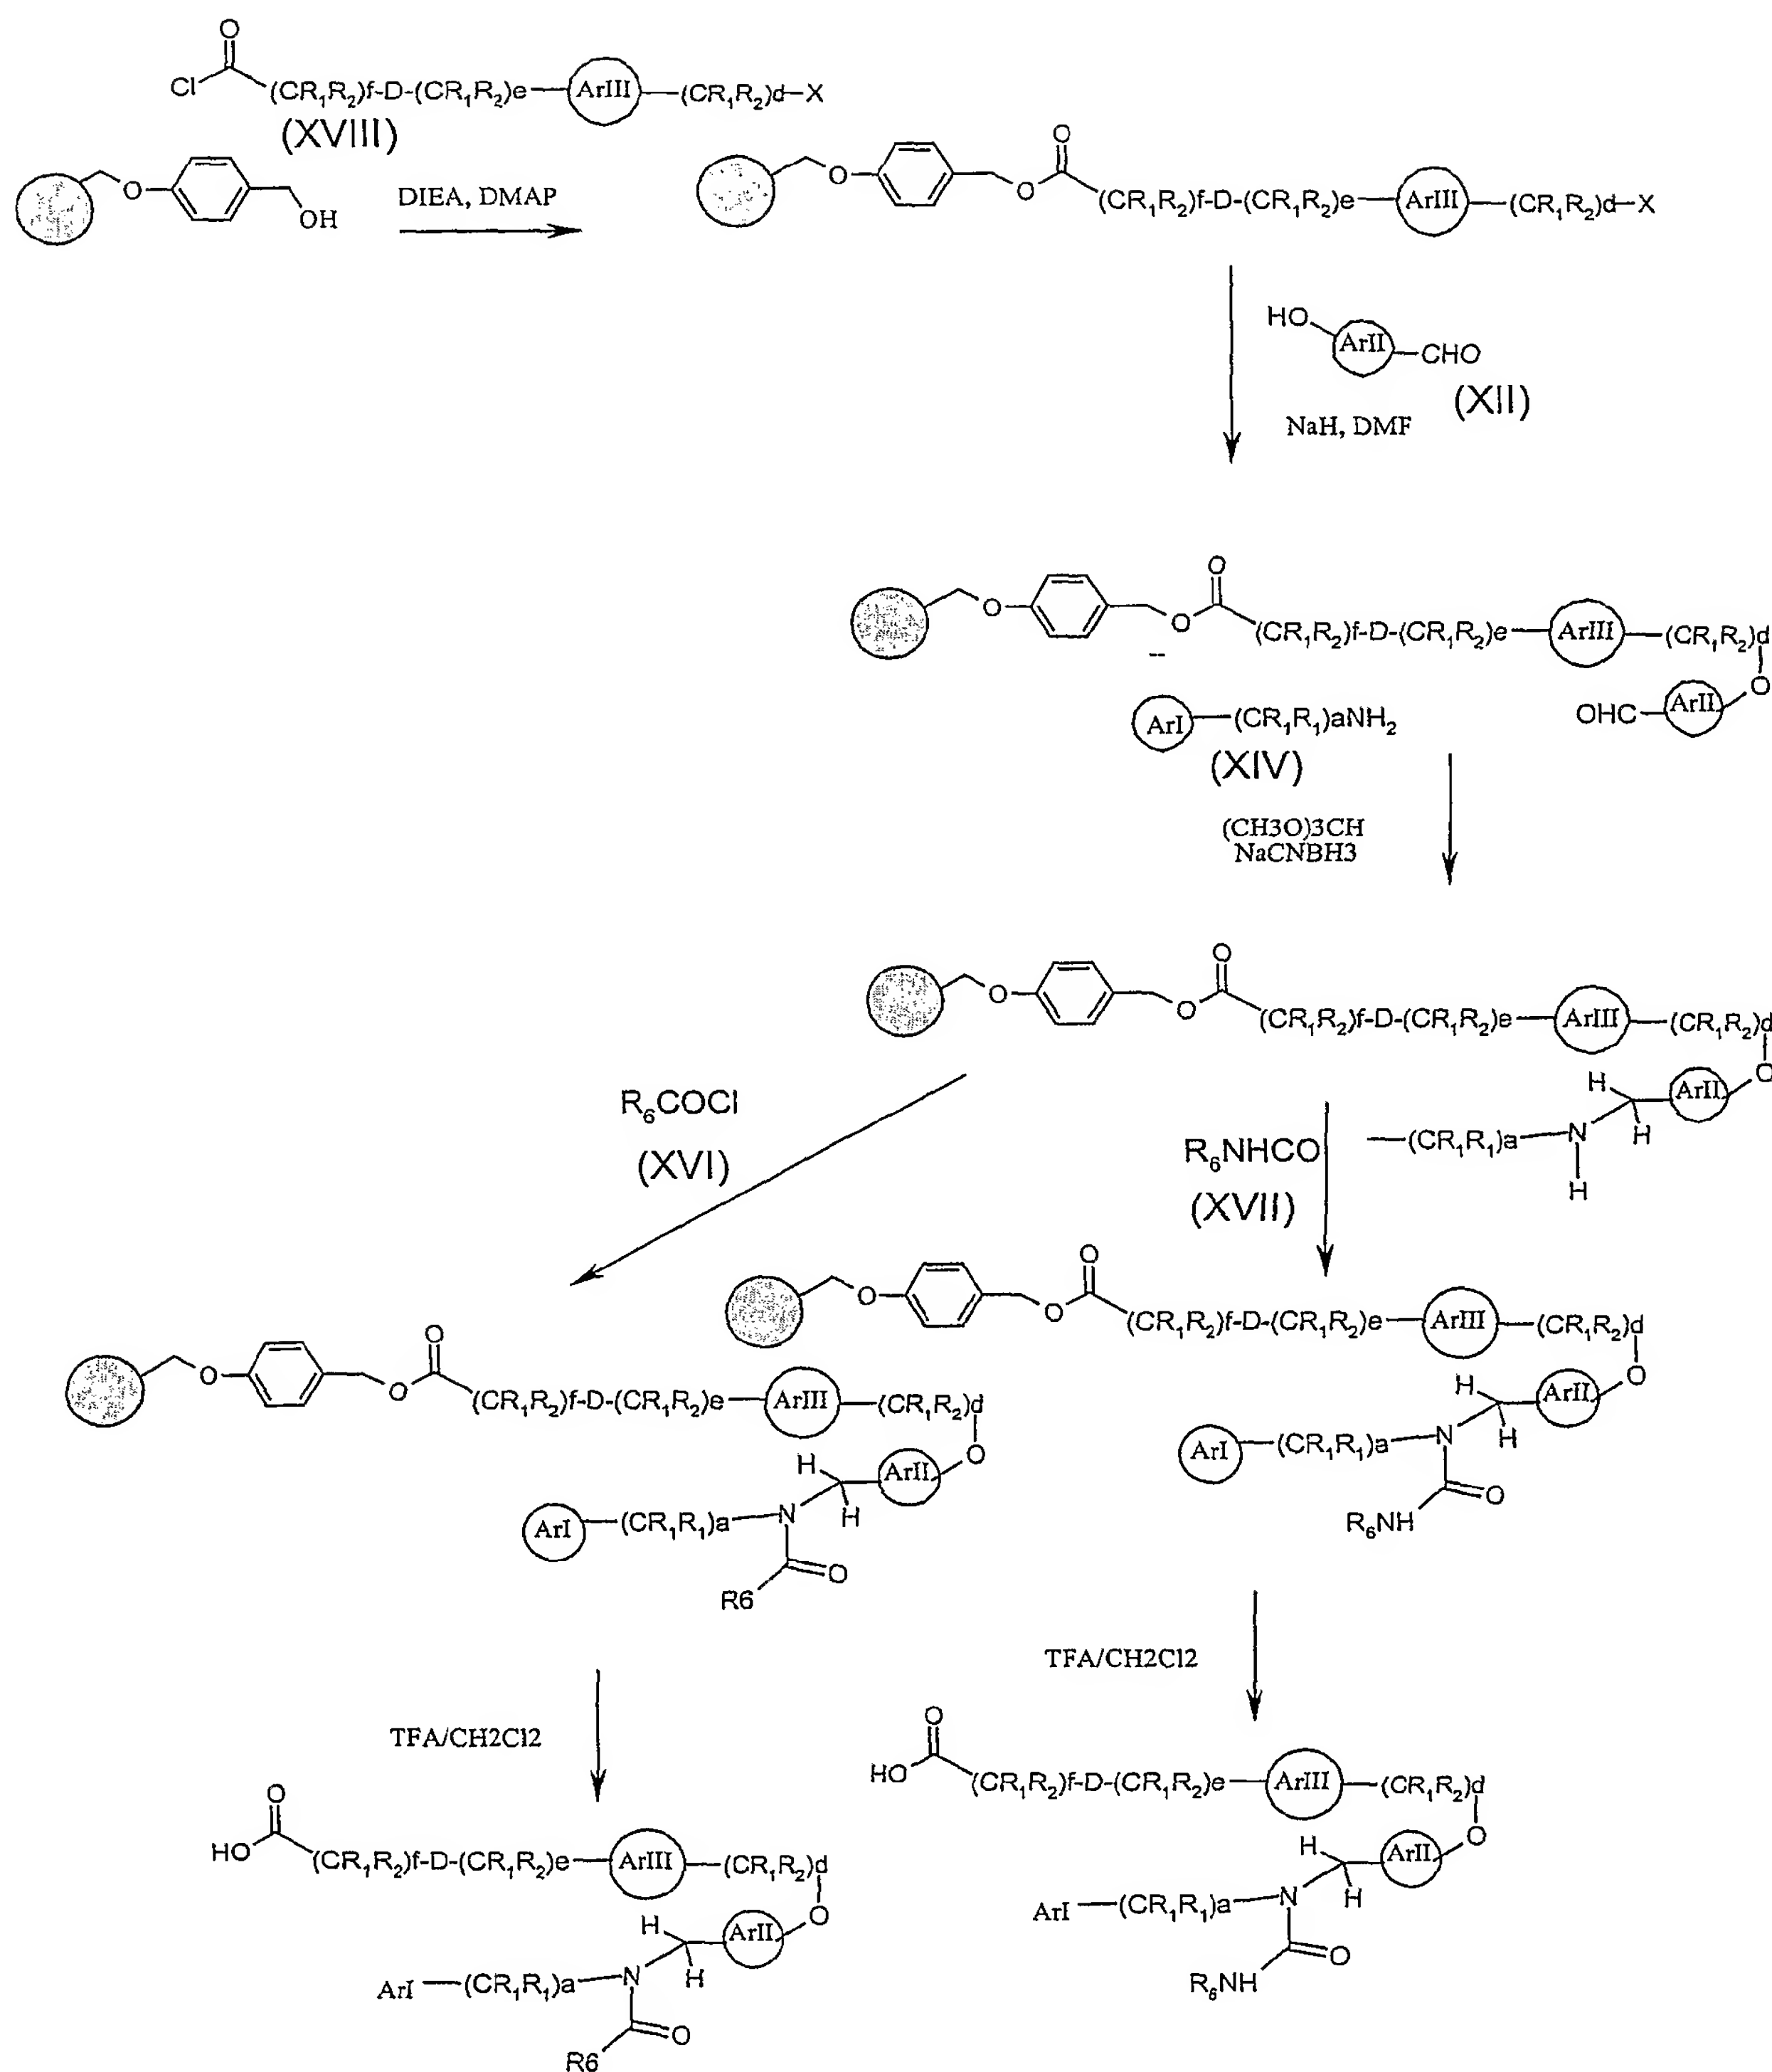 O
Cl (CR₁R₂)f-D-(CR₁R₂)e ArIII (CR₁R₂)d-X
(XVIII)
O OH
DIEA, DMAP
O O O (CR₁R₂)f-D-(CR₁R₂)e ArIII (CR₁R₂)d-X
HO ArII CHO
(XII)
NaH, DMF
O O O (CR₁R₂)f-D-(CR₁R₂)e ArIII (CR₁R₂)d
O
OHC ArII
ArI (CR₁R₁)aNH₂
(XIV)
(CH3O)3CH
NaCNBH3
O O O (CR₁R₂)f-D-(CR₁R₂)e ArIII (CR₁R₂)d
O
H ArII
H
(CR₁R₁)a N
H
R₆COCl
(XVI)
R₆NHCO
(XVII)
O O O (CR₁R₂)f-D-(CR₁R₂)e ArIII (CR₁R₂)d
O
H ArII
H
ArI (CR₁R₁)a N
O
R₆NH
O O O (CR₁R₂)f-D-(CR₁R₂)e ArIII (CR₁R₂)d
O
H ArII
H
ArI (CR₁R₁)a N
O
R6
TFA/CH2Cl2
TFA/CH2Cl2
O
HO (CR₁R₂)f-D-(CR₁R₂)e ArIII (CR₁R₂)d
O
H ArII
H
ArI (CR₁R₁)a N
O
R₆NH
O
HO (CR₁R₂)f-D-(CR₁R₂)e ArIII (CR₁R₂)d
O
H ArII
H
ArI (CR₁R₁)a N
O
R6